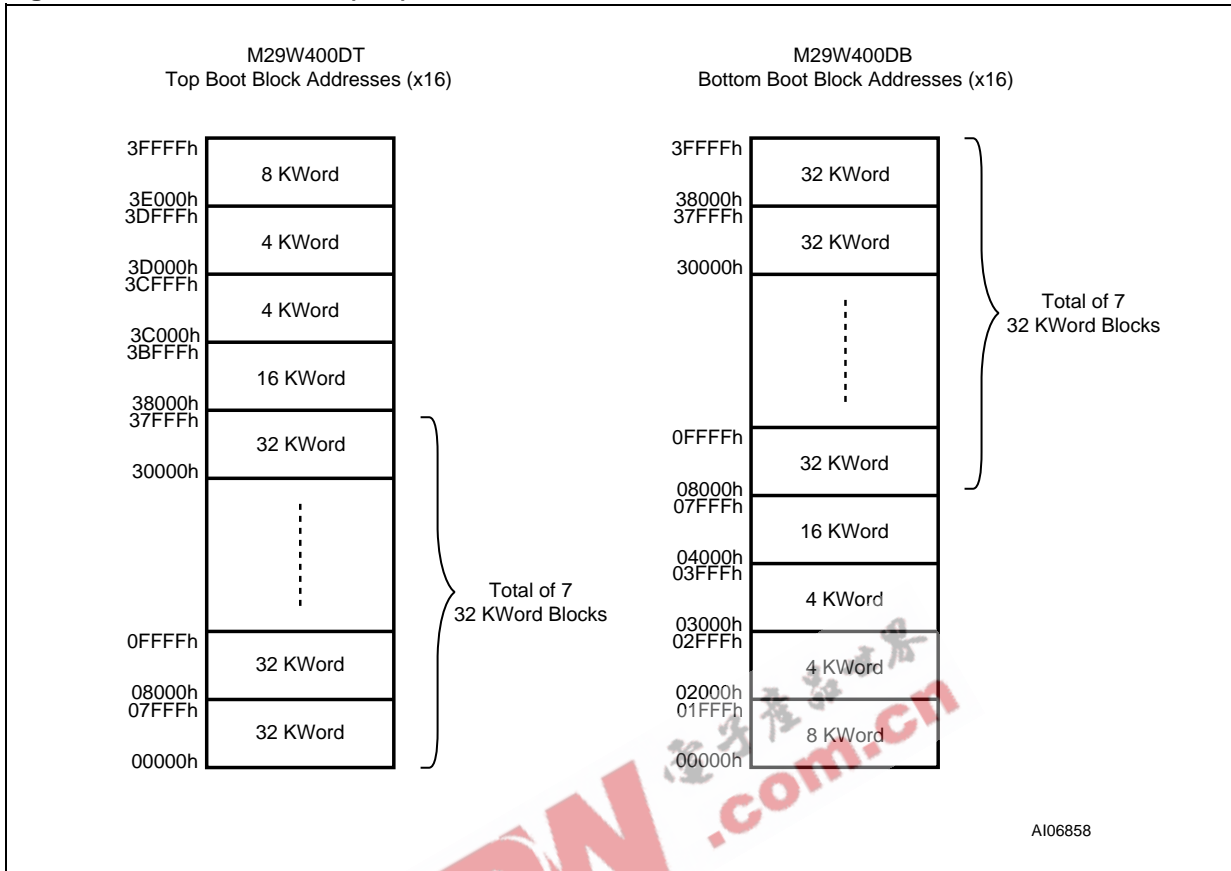 M29W400DT
Top Boot Block Addresses (x16)
3FFFFh
8 KWord
3E000h
3DFFFh
4 KWord
3D000h
3CFFFh
4 KWord
3C000h
3BFFFh
16 KWord
38000h
37FFFh
32 KWord
30000h
Total of 7
32 KWord Blocks
0FFFFh
32 KWord
08000h
07FFFh
32 KWord
00000h
M29W400DB
Bottom Boot Block Addresses (x16)
3FFFFh
32 KWord
38000h
37FFFh
32 KWord
30000h
Total of 7
32 KWord Blocks
0FFFFh
32 KWord
08000h
07FFFh
16 KWord
04000h
03FFFh
4 KWord
03000h
02FFFh
4 KWord
02000h
01FFFh
8 KWord
00000h
.com.cn
AI06858